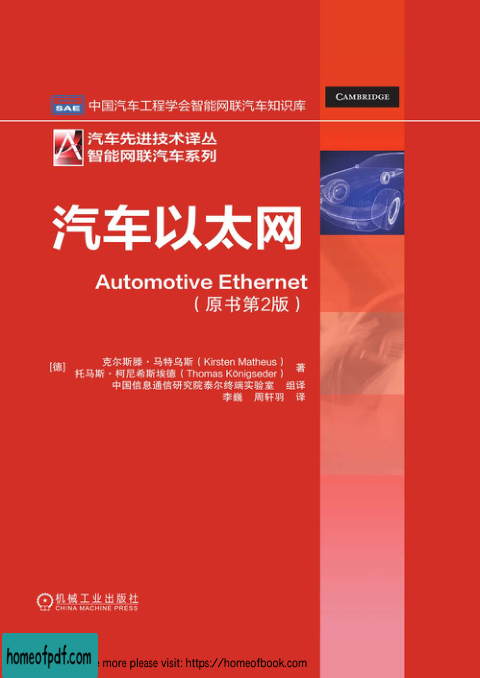 SAE 中国汽车工程学会智能网联汽车知识库
CAMBRIDGE
汽车先进技术译丛
智能网联汽车系列
汽车以太网
Automotive Ethernet
（原书第2版）
[德] 克尔斯滕·马特乌斯（Kirsten Matheus）
托马斯·柯尼希斯埃德（Thomas Königseder） 著
中国信息通信研究院泰尔终端实验室 组译
李巍 周轩羽 译
机械工业出版社
CHINA MACHINE PRESS
homeofpdf.com
more please visit: https://homeofbook.com